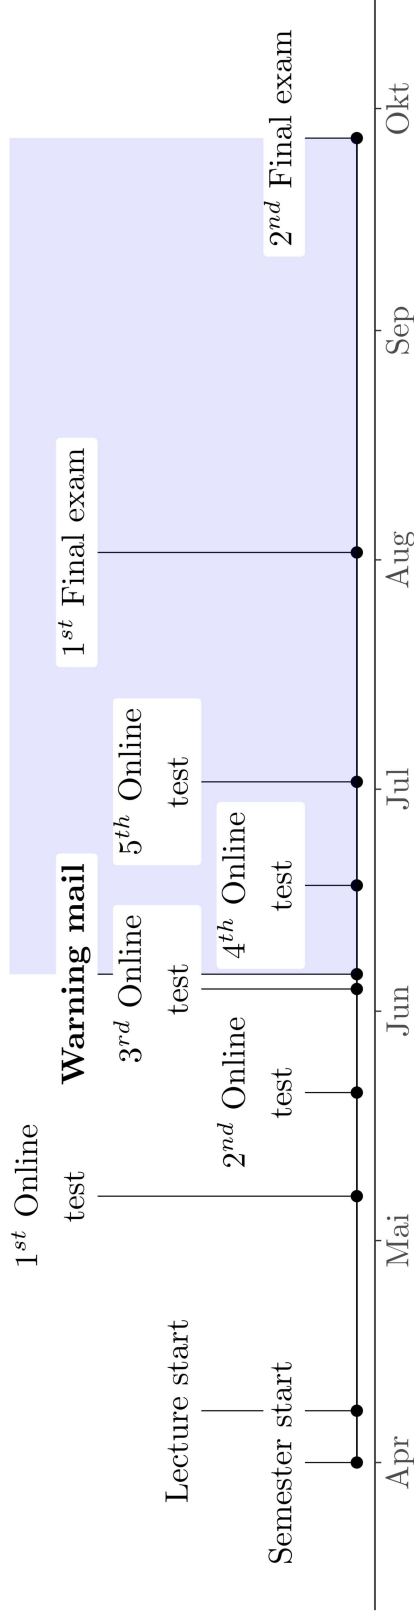 1st Online
test
Warning mail
1st Final exam
3rd Online
test
5th Online
test
Lecture start
2nd Online
test
4th Online
test
Semester start
2nd Final exam
Apr
Mai
Jun
Jul
Aug
Sep
Okt